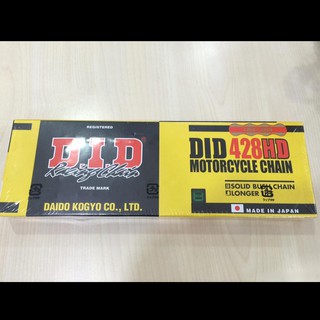 REGISTERED
D.I.D
Racing Chain
TRADE MARK
DAIDO KOGYO CO., LTD.
DID 428HD
MOTORCYCLE CHAIN
SOLID BUSH CHAIN
LONGER
MADE IN JAPAN